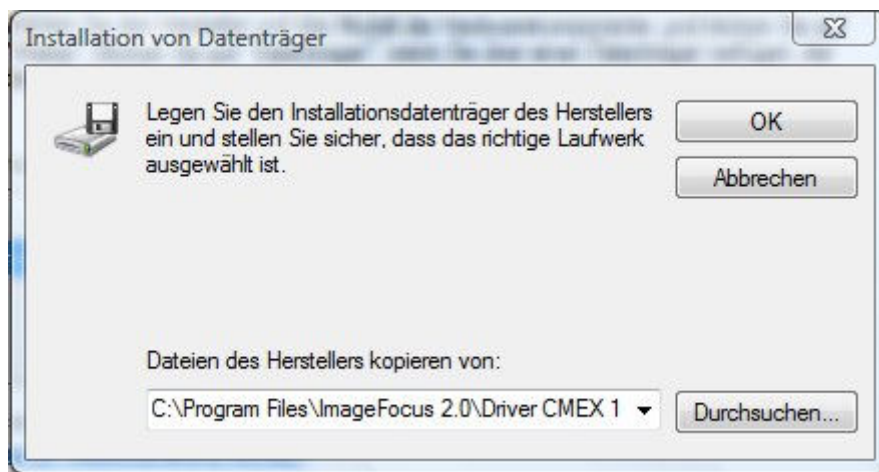 Installation von Datenträger
Legen Sie den Installationsdatenträger des Herstellers
ein und stellen Sie sicher, dass das richtige Laufwerk
ausgewählt ist.
OK
Abbrechen
Dateien des Herstellers kopieren von:
C:\Program Files\ImageFocus 2.0\Driver CMEX 1
Durchsuchen...